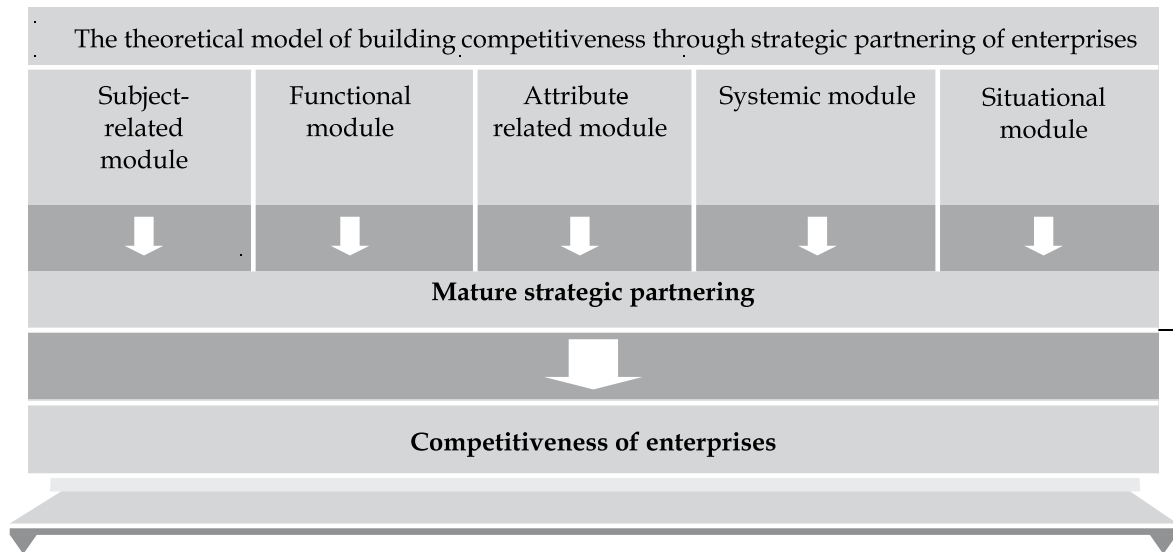 The theoretical model of building competitiveness through strategic partnering of enterprises
Subject-
related
module
Functional
module
Attribute
related module
Systemic module
Situational
module
Mature strategic partnering
Competitiveness of enterprises